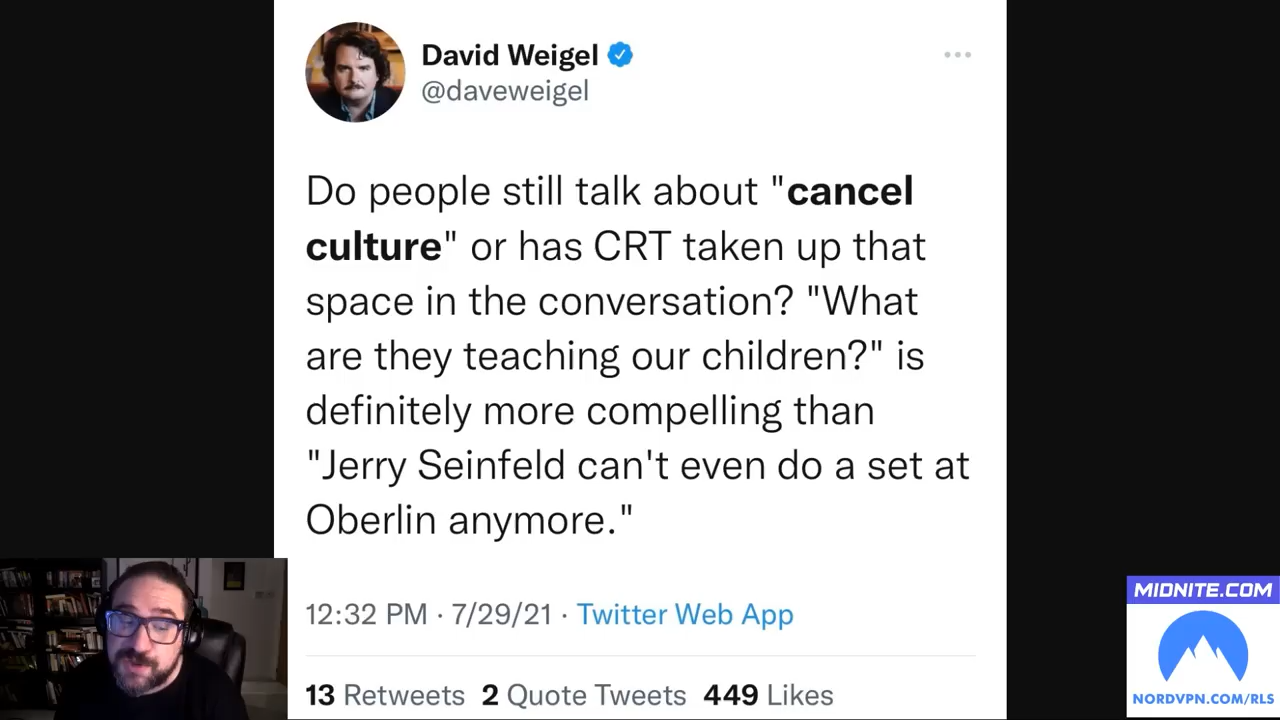 David Weigel
@daveweigel
Do people still talk about "cancel
culture" or has CRT taken up that
space in the conversation? "What
are they teaching our children?" is
definitely more compelling than
"Jerry Seinfeld can't even do a set at
Oberlin anymore."
12:32 PM · 7/29/21 · Twitter Web App
13 Retweets 2 Quote Tweets 449 Likes
MIDNITE.COM
NORDVPN.COM/RLS